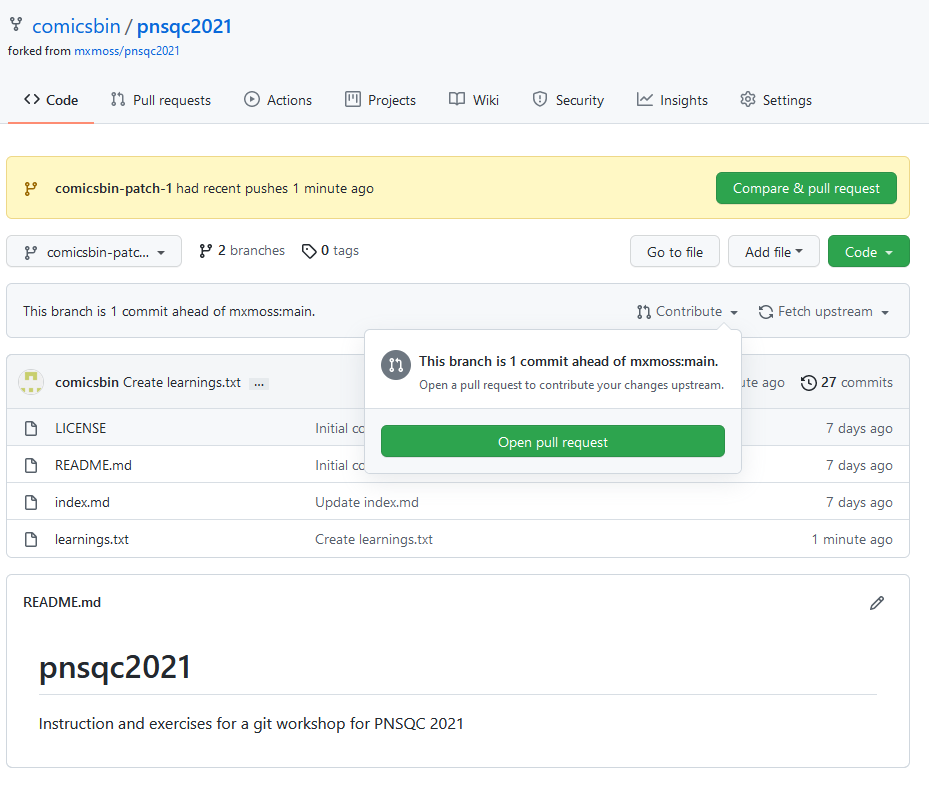 comicsbin / pnsqc2021
forked from mxmoss/pnsqc2021
Code Pull requests Actions Projects Wiki Security Insights Settings
comicsbin-patch-1 had recent pushes 1 minute ago Compare & pull request
comicsbin-patc... 2 branches 0 tags Go to file Add file Code
This branch is 1 commit ahead of mxmoss:main. Contribute Fetch upstream
This branch is 1 commit ahead of mxmoss:main.
Open a pull request to contribute your changes upstream.
Open pull request
comicsbin Create learnings.txt ... ago 27 commits
LICENSE Initial 7 days ago
README.md Initial 7 days ago
index.md Update index.md 7 days ago
learnings.txt Create learnings.txt 1 minute ago
README.md
pnsqc2021
Instruction and exercises for a git workshop for PNSQC 2021